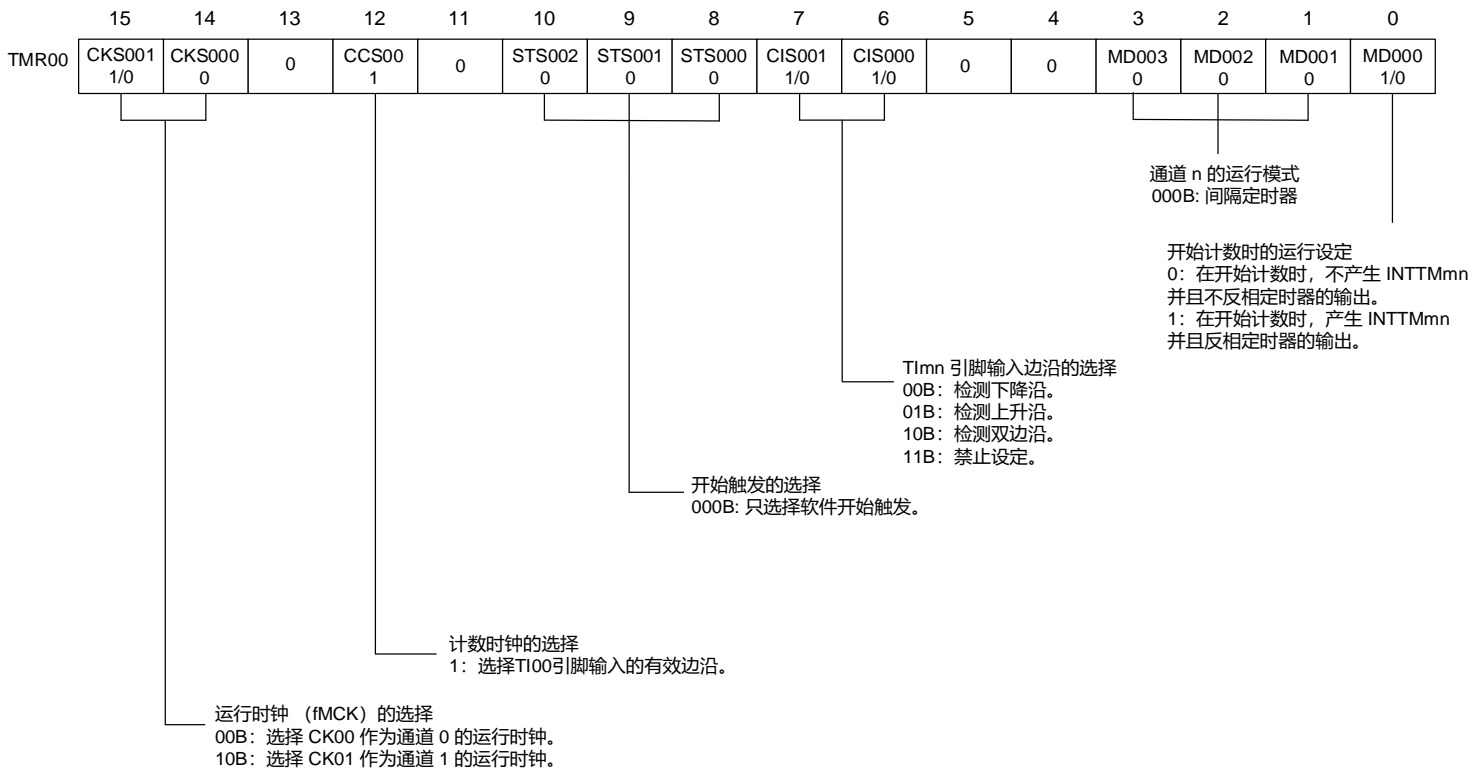 15 14 13 12 11 10 9 8 7 6 5 4 3 2 1 0
TMR00 CKS001 CKS000 0 CCS00 0 STS002 STS001 STS000 CIS001 CIS000 0 0 MD003 MD002 MD001 MD000
1/0 0 1 0 0 0 1/0 1/0 0 0 0 1/0
通道 n 的运行模式
000B: 间隔定时器
开始计数时的运行设定
0：在开始计数时，不产生 INTTMmn
并且不反相定时器的输出。
1：在开始计数时，产生 INTTMmn
并且反相定时器的输出。
TImn 引脚输入边沿的选择
00B：检测下降沿。
01B：检测上升沿。
10B：检测双边沿。
11B：禁止设定。
开始触发的选择
000B: 只选择软件开始触发。
计数时钟的选择
1：选择TI00引脚输入的有效边沿。
运行时钟 （fMCK）的选择
00B：选择 CK00 作为通道 0 的运行时钟。
10B：选择 CK01 作为通道 1 的运行时钟。